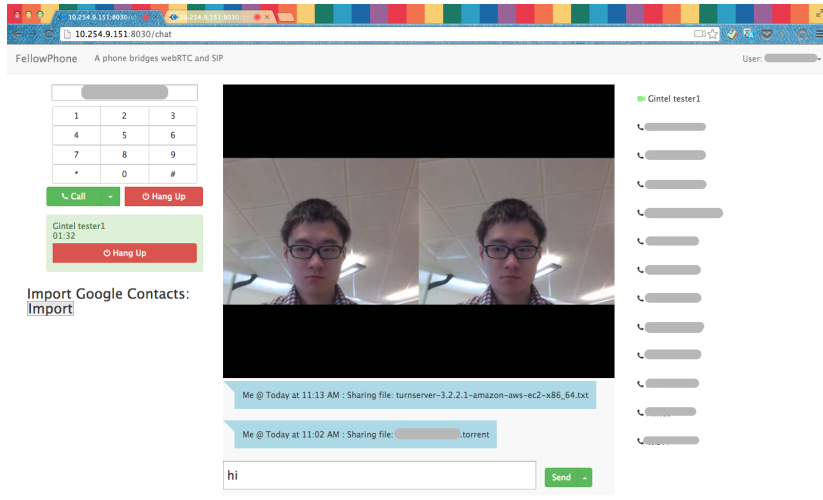 10.254.9.151:8030/ch
10.254.9.151:8030/ch
10.254.9.151:8030/chat
FellowPhone A phone bridges webRTC and SIP
User:
1 2 3
4 5 6
7 8 9
* 0 #
Call
Hang Up
Gintel tester1
01:32
Hang Up
Import Google Contacts:
Import
Me @ Today at 11:13 AM : Sharing file: turnserver-3.2.2.1-amazon-aws-ec2-x86_64.txt
Me @ Today at 11:02 AM : Sharing file: .torrent
hi
Send
Gintel tester1